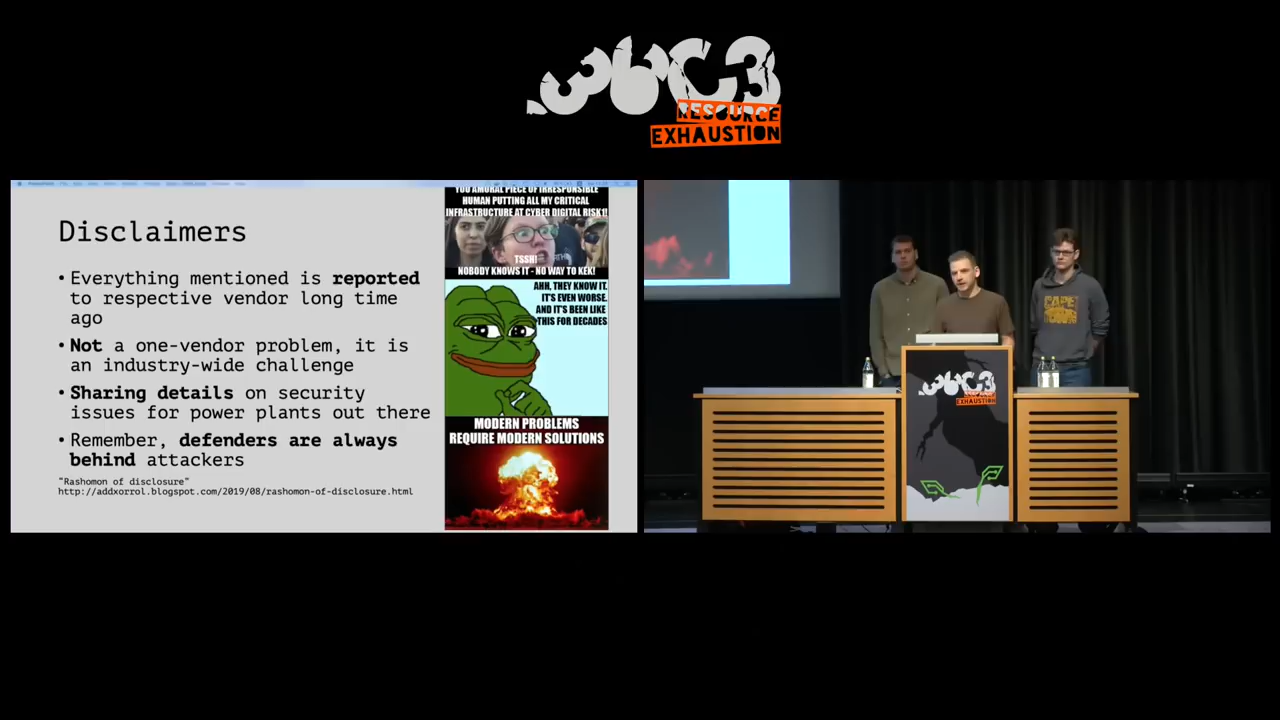 36C3
RESOURCE
EXHAUSTION
Disclaimers
• Everything mentioned is reported
to respective vendor long time
ago
• Not a one-vendor problem, it is
an industry-wide challenge
• Sharing details on security
issues for power plants out there
• Remember, defenders are always
behind attackers
"Rashomon of disclosure"
http://addxorrol.blogspot.com/2019/08/rashomon-of-disclosure.html
YOU AMORAL PIECE OF IRRESPONSIBLE
HUMAN PUTTING ALL MY CRITICAL
INFRASTRUCTURE AT CYBER DIGITAL RISK1!
TSSH!
NOBODY KNOWS IT - NO WAY TO KEK!
AHH, THEY KNOW IT.
IT'S EVEN WORSE.
AND IT'S BEEN LIKE
THIS FOR DECADES
MODERN PROBLEMS
REQUIRE MODERN SOLUTIONS
CAPE
TOWN
36C3
RESOURCE
EXHAUSTION